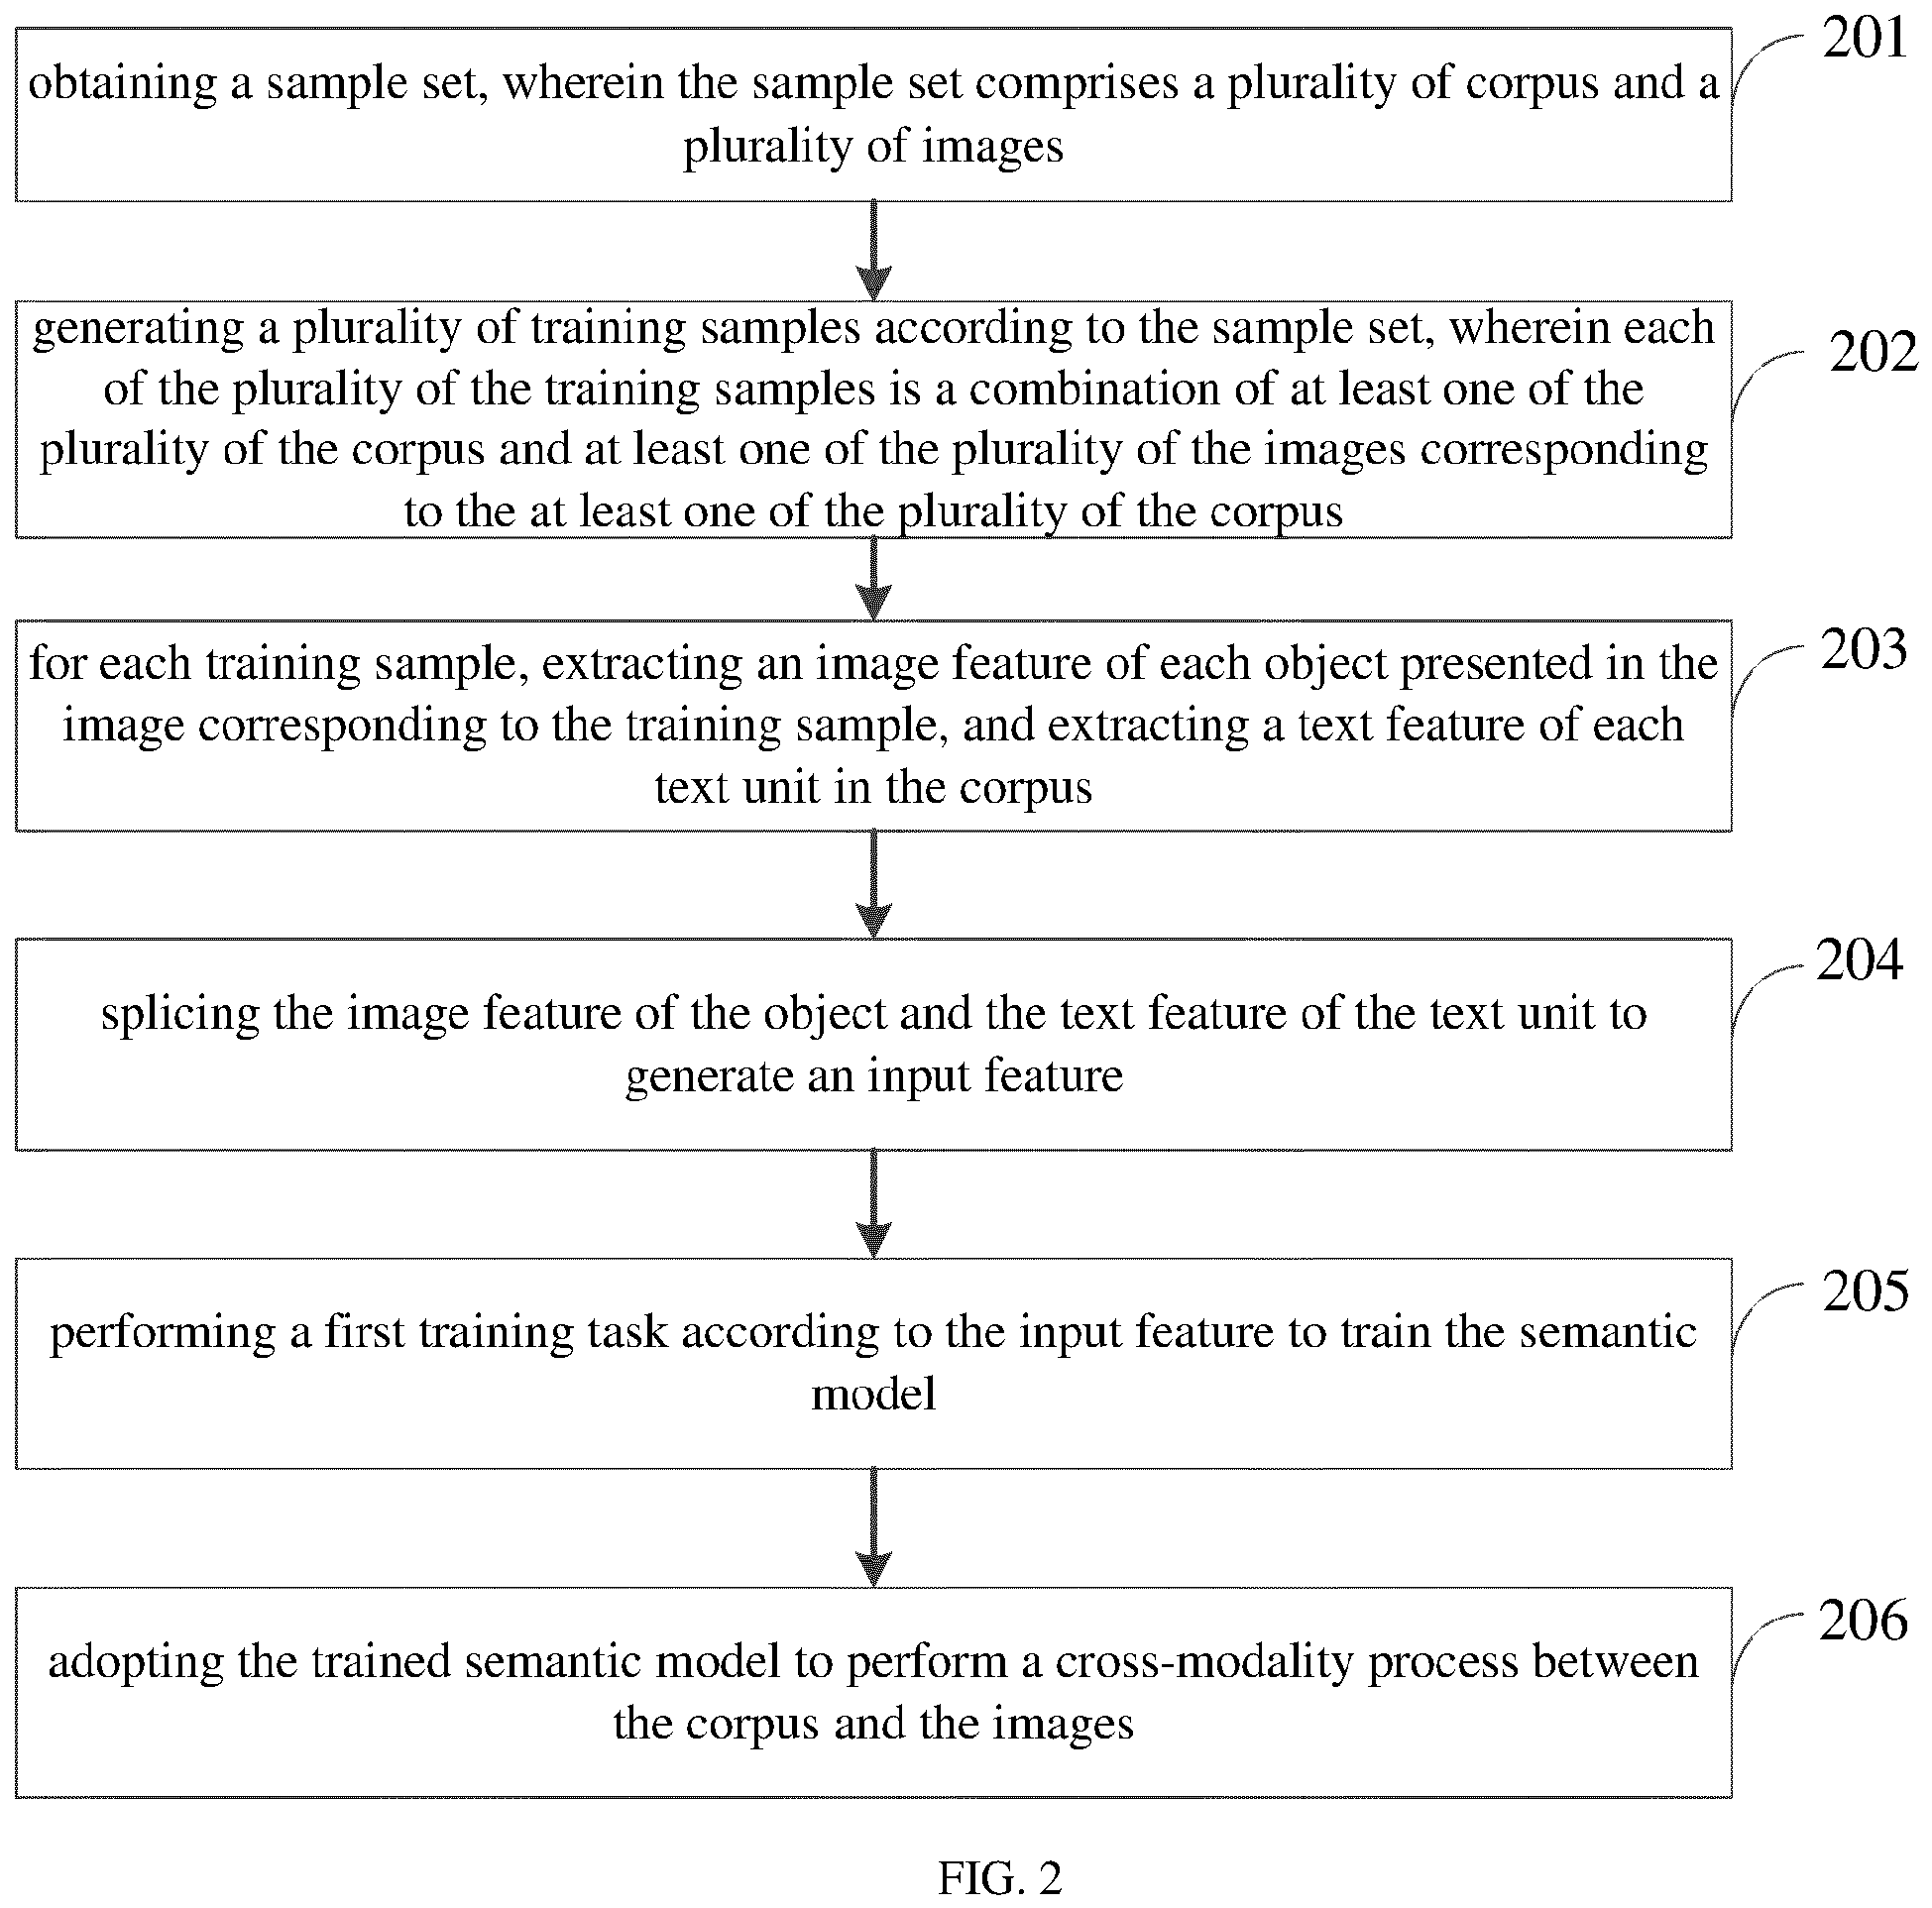 201
obtaining a sample set, wherein the sample set comprises a plurality of corpus and a
plurality of images
202
generating a plurality of training samples according to the sample set, wherein each
of the plurality of the training samples is a combination of at least one of the
plurality of the corpus and at least one of the plurality of the images corresponding
to the at least one of the plurality of the corpus
203
for each training sample, extracting an image feature of each object presented in the
image corresponding to the training sample, and extracting a text feature of each
text unit in the corpus
204
splicing the image feature of the object and the text feature of the text unit to
generate an input feature
205
performing a first training task according to the input feature to train the semantic
model
206
adopting the trained semantic model to perform a cross-modality process between
the corpus and the images
FIG. 2